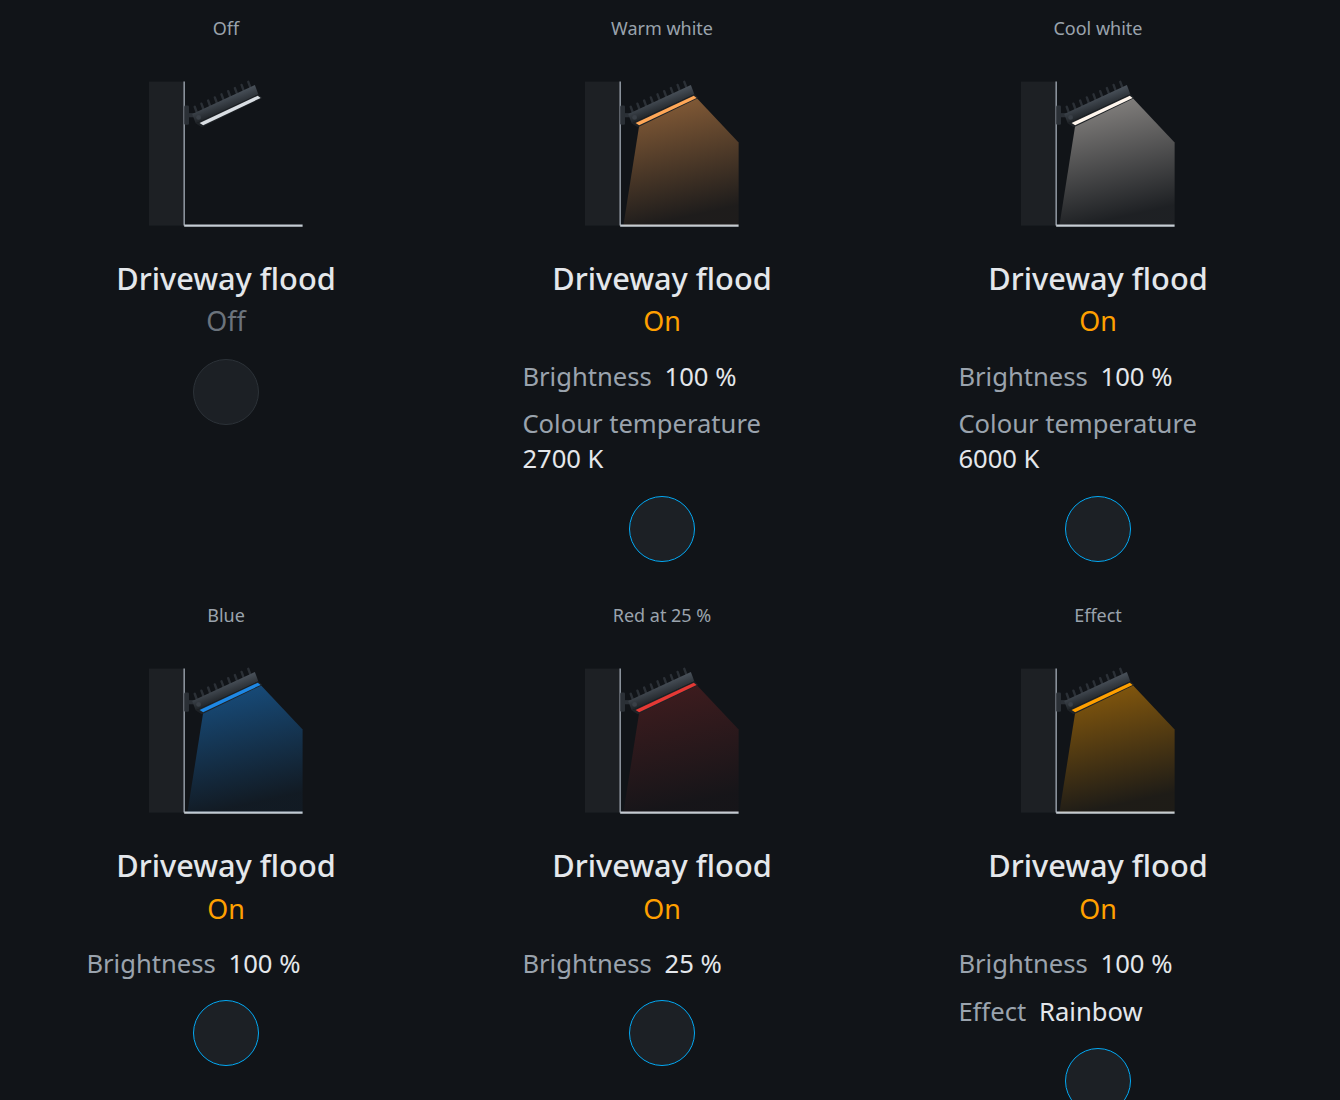 Off
Warm white
Cool white
Driveway flood
Off
Driveway flood
On
Brightness 100 %
Colour temperature
2700 K
Driveway flood
On
Brightness 100 %
Colour temperature
6000 K
Blue
Red at 25 %
Effect
Driveway flood
On
Brightness 100 %
Driveway flood
On
Brightness 25 %
Driveway flood
On
Brightness 100 %
Effect Rainbow